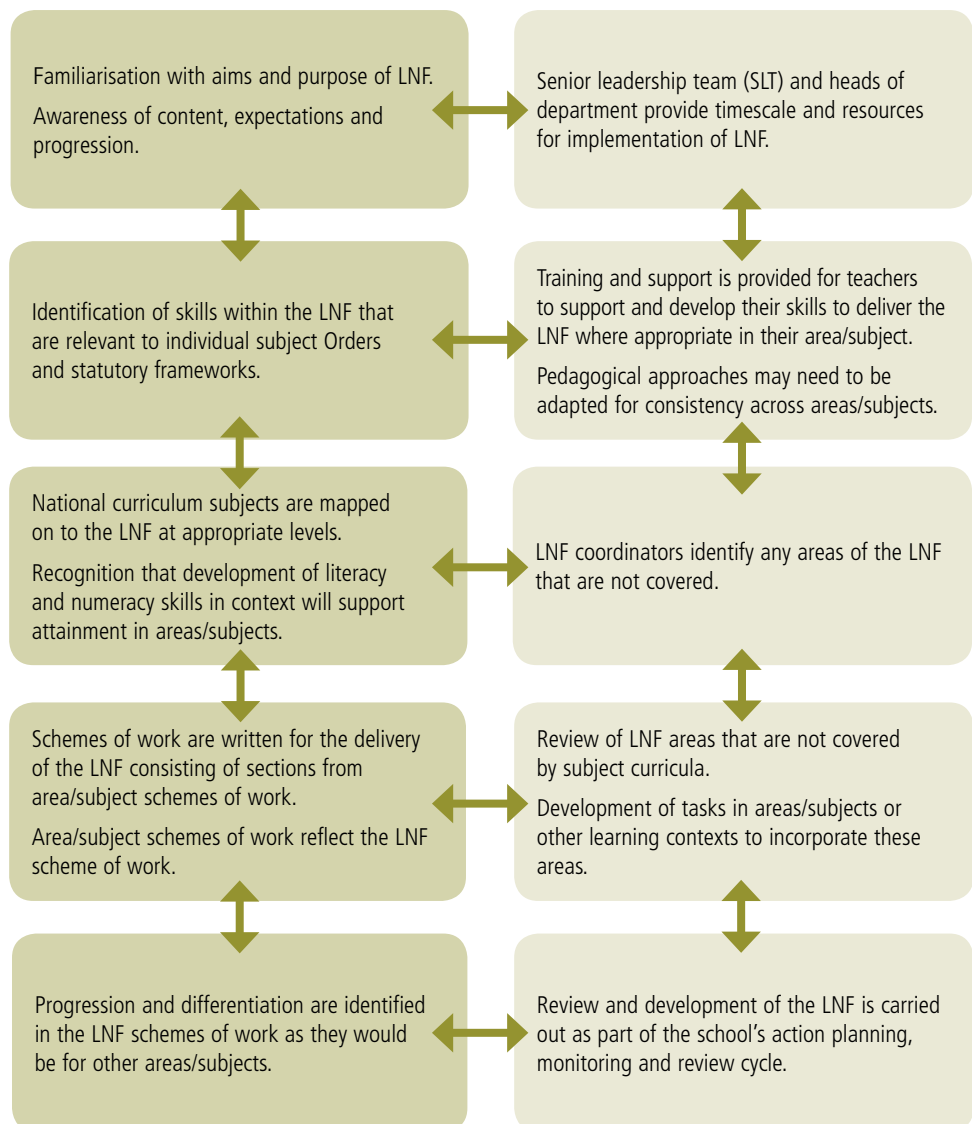 Familiarisation with aims and purpose of LNF.
Awareness of content, expectations and
progression.
Senior leadership team (SLT) and heads of
department provide timescale and resources
for implementation of LNF.
Identification of skills within the LNF that
are relevant to individual subject Orders
and statutory frameworks.
Training and support is provided for teachers
to support and develop their skills to deliver the
LNF where appropriate in their area/subject.
Pedagogical approaches may need to be
adapted for consistency across areas/subjects.
National curriculum subjects are mapped
on to the LNF at appropriate levels.
Recognition that development of literacy
and numeracy skills in context will support
attainment in areas/subjects.
LNF coordinators identify any areas of the LNF
that are not covered.
Schemes of work are written for the delivery
of the LNF consisting of sections from
area/subject schemes of work.
Area/subject schemes of work reflect the LNF
scheme of work.
Review of LNF areas that are not covered
by subject curricula.
Development of tasks in areas/subjects or
other learning contexts to incorporate these
areas.
Progression and differentiation are identified
in the LNF schemes of work as they would
be for other areas/subjects.
Review and development of the LNF is carried
out as part of the school's action planning,
monitoring and review cycle.